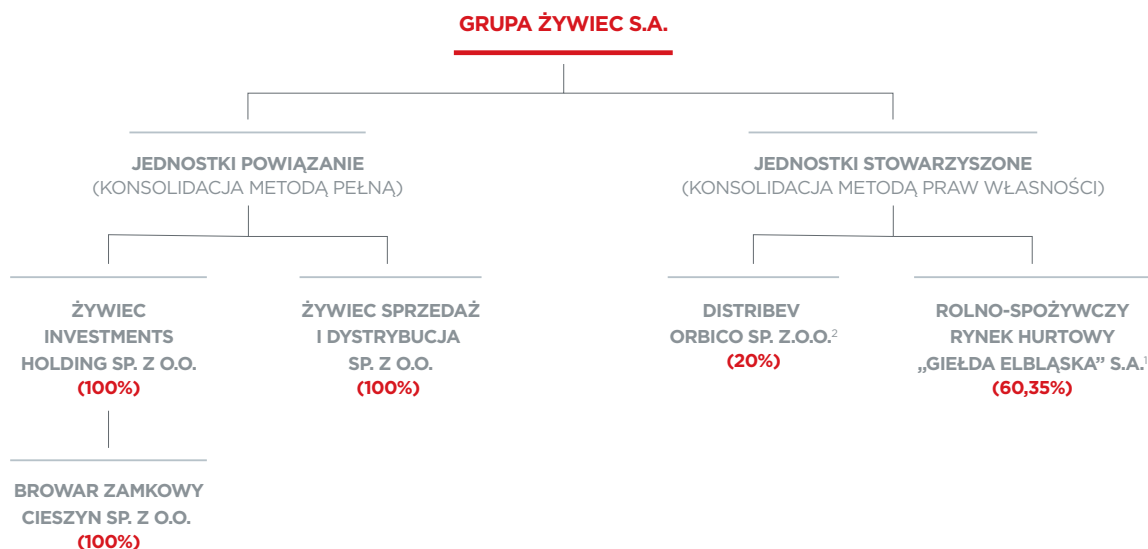 GRUPA ŻYWIEC S.A.
JEDNOSTKI POWIĄZANIE
(KONSOLIDACJA METODĄ PEŁNĄ)
JEDNOSTKI STOWARZYSZONE
(KONSOLIDACJA METODĄ PRAW WŁASNOŚCI)
ŻYWIEC
INVESTMENTS
HOLDING SP. Z O.O.
(100%)
ŻYWIEC SPRZEDAŻ
I DYSTRYBUCJA
SP. Z O.O.
(100%)
DISTRIBEV
ORBICO SP. Z.O.O.²
(20%)
ROLNO-SPOŻYWCZY
RYNEK HURTOWY
„GIEŁDA ELBLĄSKA” S.A.¹
(60,35%)
BROWAR ZAMKOWY
CIESZYN SP. Z O.O.
(100%)